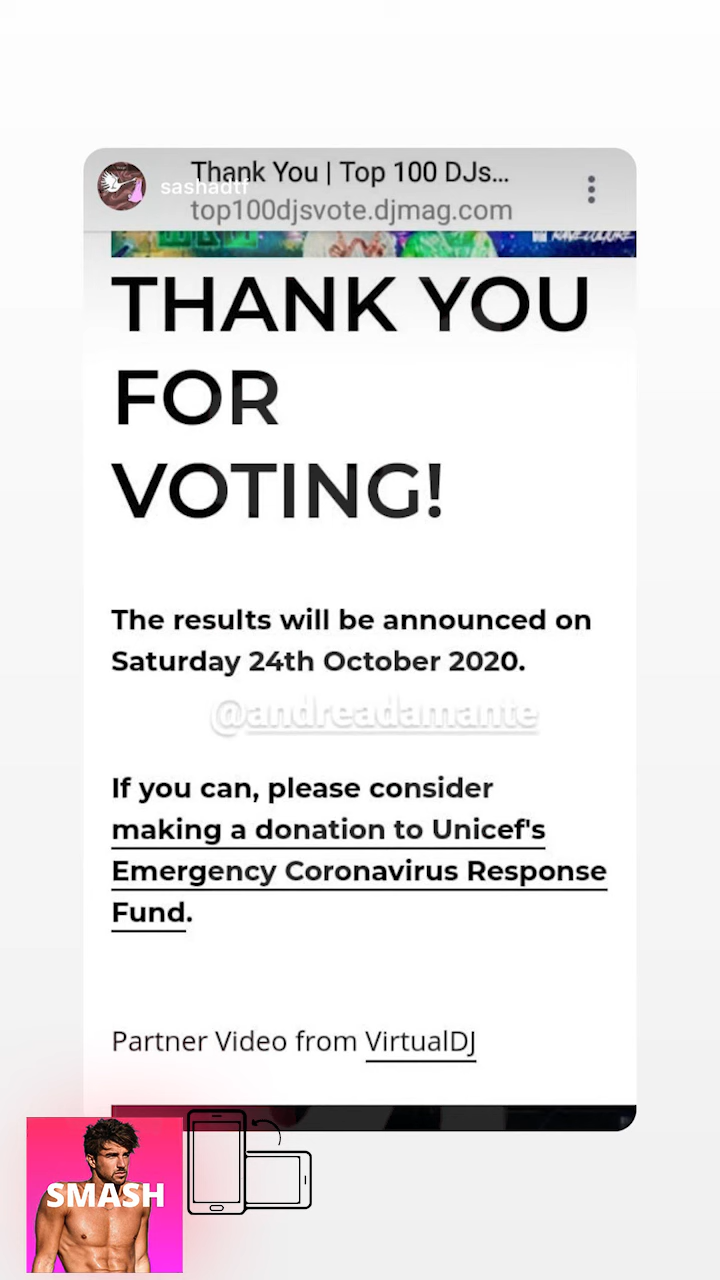 Thank You | Top 100 DJs...
sashadtf
top100djsvote.djmag.com
THANK YOU
FOR
VOTING!
The results will be announced on
Saturday 24th October 2020.
@andreadamante
If you can, please consider
making a donation to Unicef's
Emergency Coronavirus Response
Fund.
Partner Video from VirtualDJ
SMASH